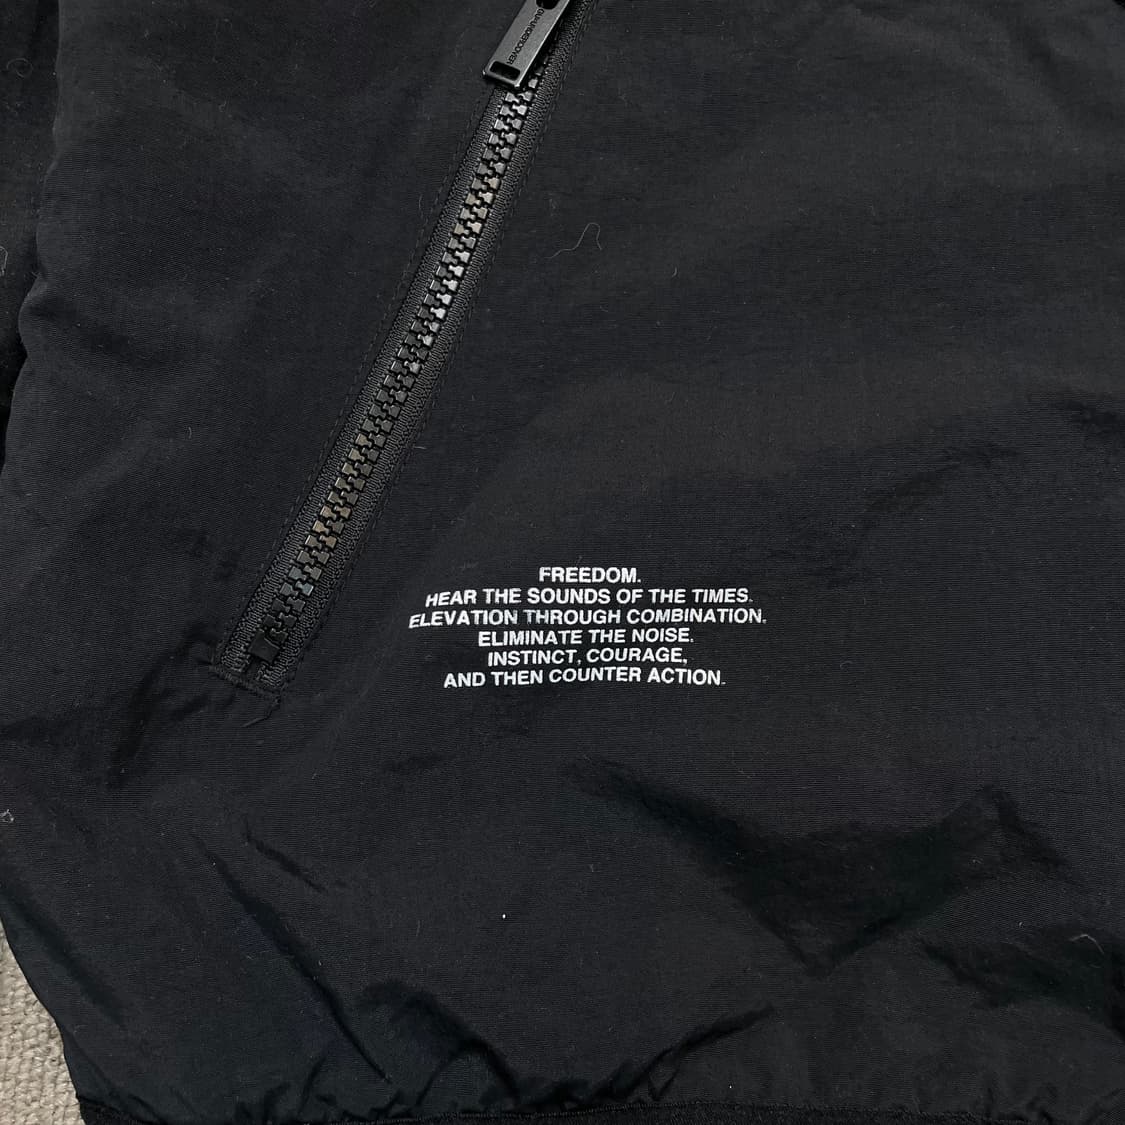 FREEDOM.
HEAR THE SOUNDS OF THE TIMES.
ELEVATION THROUGH COMBINATION.
ELIMINATE THE NOISE.
INSTINCT, COURAGE,
AND THEN COUNTER ACTION.